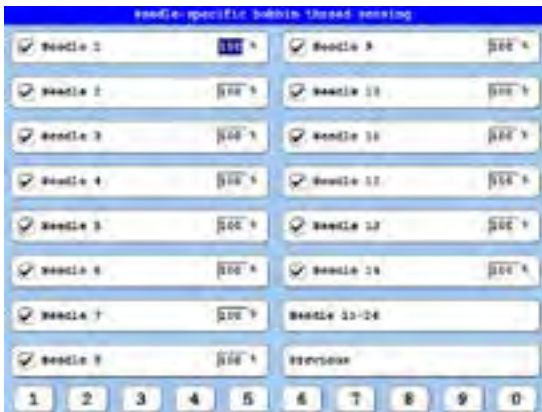 Needle-specific bobbin thread sensing
Needle 1 100 %
Needle 2 100 %
Needle 3 100 %
Needle 4 100 %
Needle 5 100 %
Needle 6 100 %
Needle 7 100 %
Needle 8 100 %
Needle 9 100 %
Needle 10 100 %
Needle 11 100 %
Needle 12 100 %
Needle 13 100 %
Needle 14 100 %
Needle 15-24
Previous
1 2 3 4 5 6 7 8 9 0